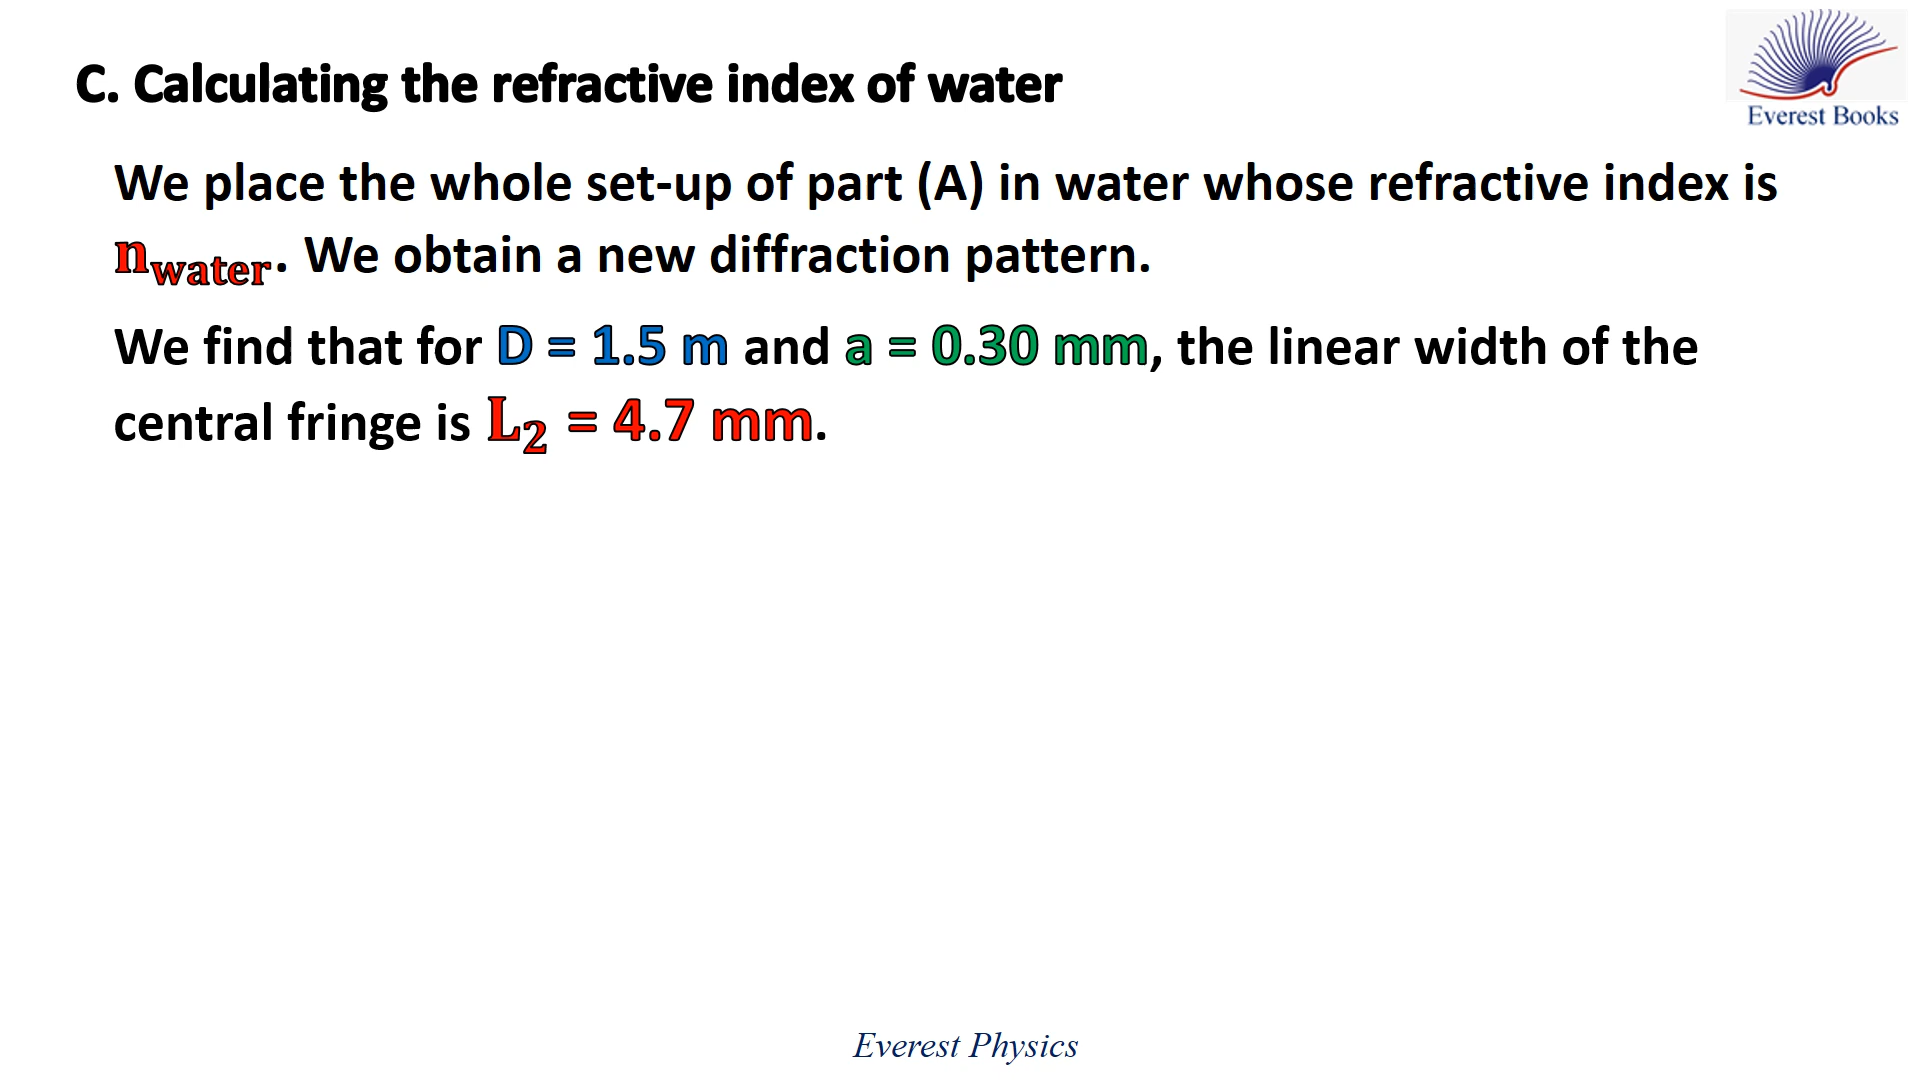 C. Calculating the refractive index of water
Everest Books
We place the whole set-up of part (A) in water whose refractive index is
n_water. We obtain a new diffraction pattern.
We find that for D = 1.5 m and a = 0.30 mm, the linear width of the
central fringe is L₂ = 4.7 mm.
Everest Physics